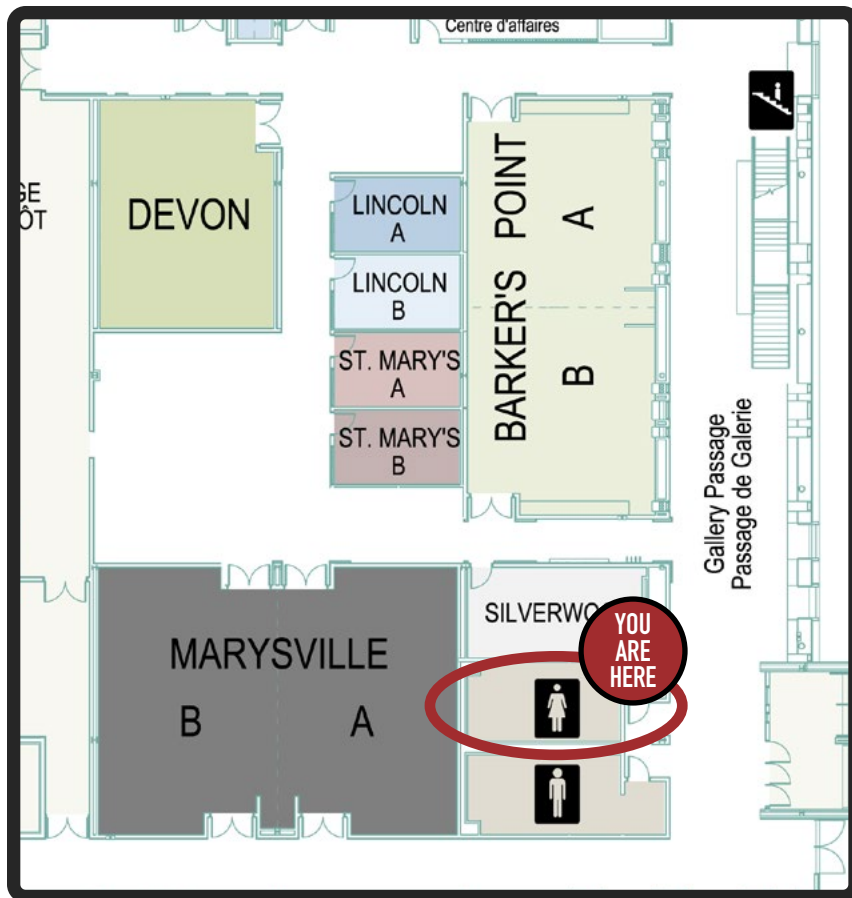 Centre d'affaires
GE
ÔT
DEVON
LINCOLN
A
LINCOLN
B
ST. MARY'S
A
ST. MARY'S
B
BARKER'S POINT
A
B
Gallery Passage
Passage de Galerie
SILVERWO
YOU
ARE
HERE
MARYSVILLE
B A